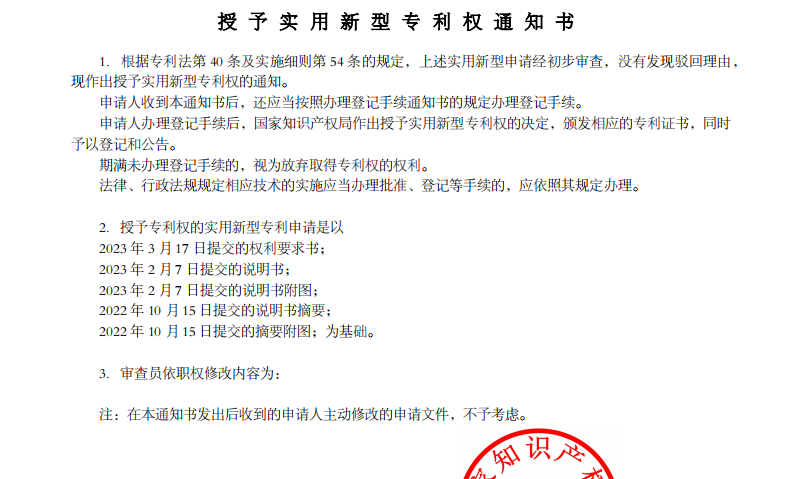 授予实用新型专利权通知书
1. 根据专利法第 40 条及实施细则第 54 条的规定，上述实用新型申请经初步审查，没有发现驳回理由，
现作出授予实用新型专利权的通知。
申请人收到本通知书后，还应当按照办理登记手续通知书的规定办理登记手续。
申请人办理登记手续后，国家知识产权局作出授予实用新型专利权的决定，颁发相应的专利证书，同时
予以登记和公告。
期满未办理登记手续的，视为放弃取得专利权的权利。
法律、行政法规规定相应技术的实施应当办理批准、登记等手续的，应依照其规定办理。
2. 授予专利权的实用新型专利申请是以
2023 年 3 月 17 日提交的权利要求书；
2023 年 2 月 7 日提交的说明书；
2023 年 2 月 7 日提交的说明书附图；
2022 年 10 月 15 日提交的说明书摘要；
2022 年 10 月 15 日提交的摘要附图；为基础。
3. 审查员依职权修改内容为：
注：在本通知书发出后收到的申请人主动修改的申请文件，不予考虑。
家知识产权